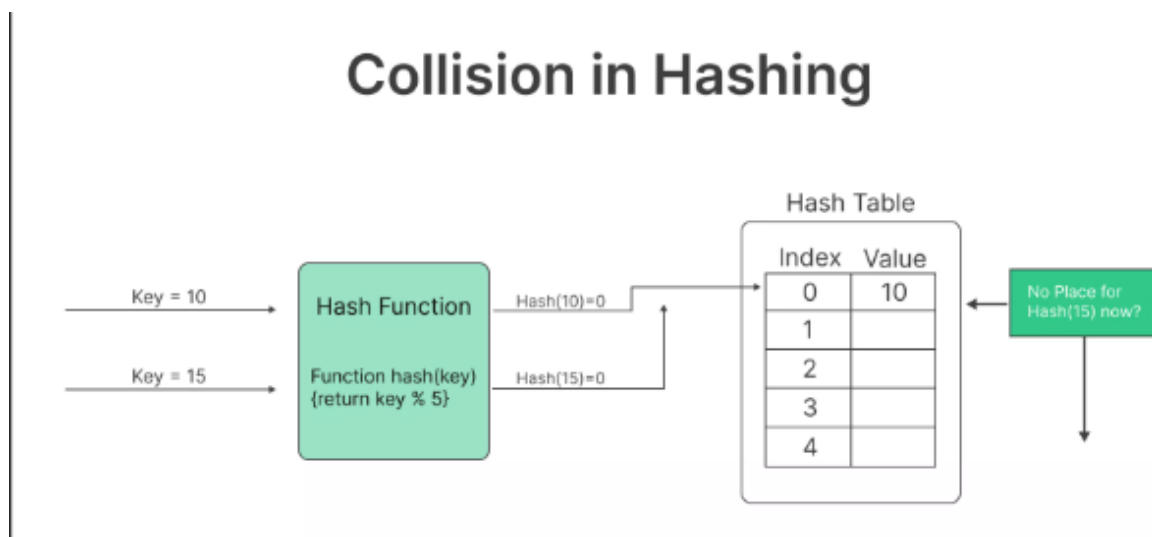 Collision in Hashing
Hash Table
Index Value
Key = 10
Hash Function
Hash(10)=0
0 10
No Place for
Hash(15) now?
1
Key = 15
Function hash(key)
{return key % 5}
Hash(15)=0
2
3
4